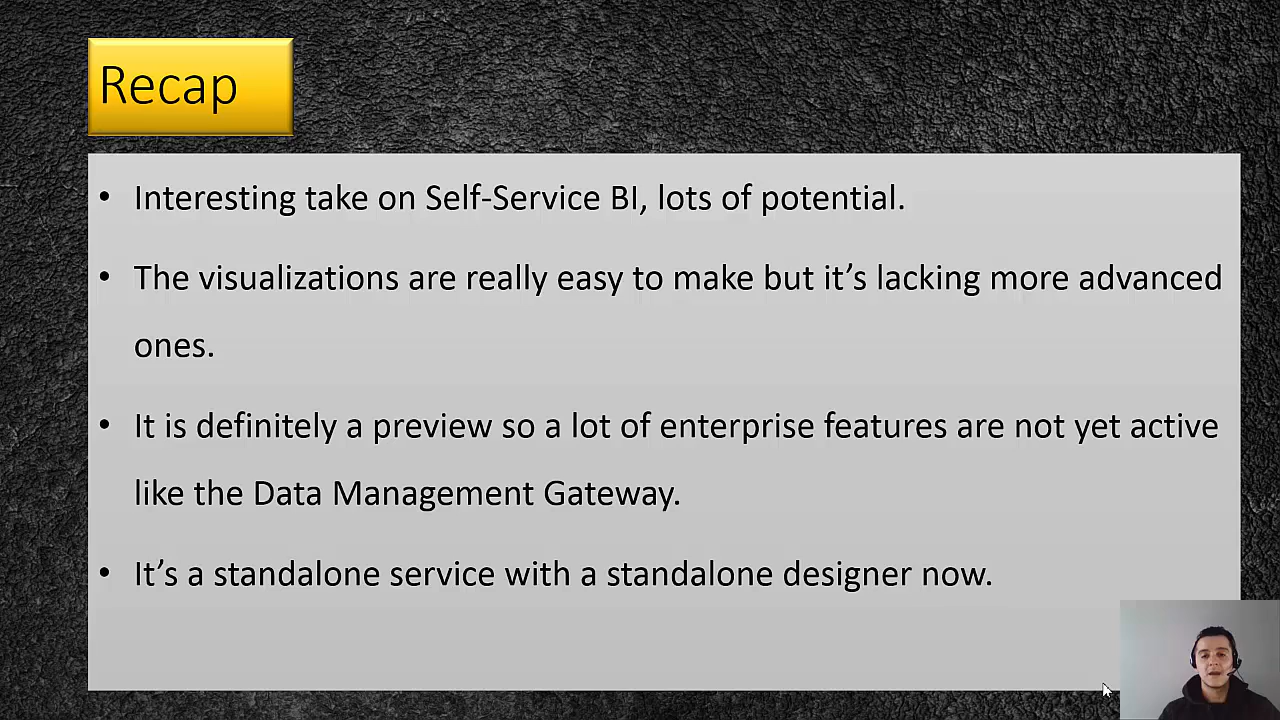 Recap
• Interesting take on Self-Service BI, lots of potential.
• The visualizations are really easy to make but it’s lacking more advanced
ones.
• It is definitely a preview so a lot of enterprise features are not yet active
like the Data Management Gateway.
• It’s a standalone service with a standalone designer now.